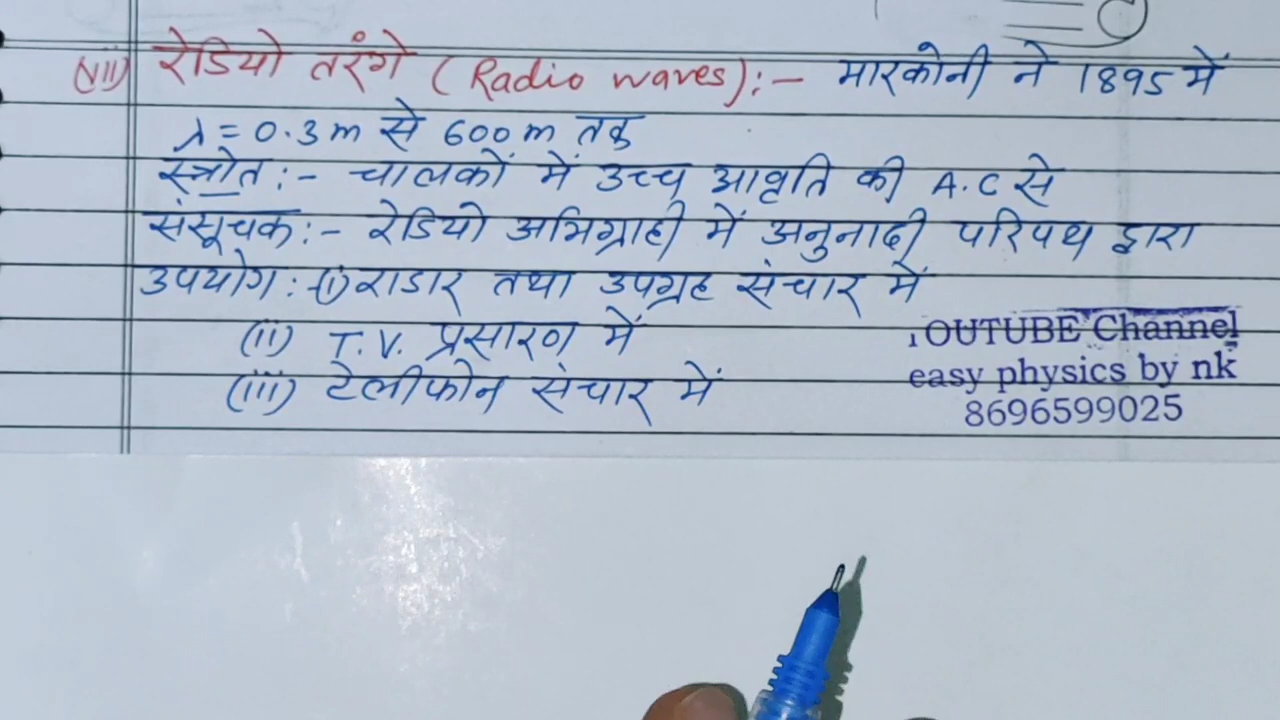 (vii) रेडियो तरंगे (Radio waves):- मारकोनी ने 1895 में
λ = 0.3 m से 600 m तक
स्त्रोत:- चालकों में उच्च आवृति की A.C से
संसूचक:- रेडियो अभिग्राही में अनुनादी परिपथ द्वारा
उपयोग:- (i) राडार तथा उपग्रह संचार में
(ii) T.V. प्रसारण में
(iii) टेलीफोन संचार में
OUTUBE Channel
easy physics by nk
8696599025